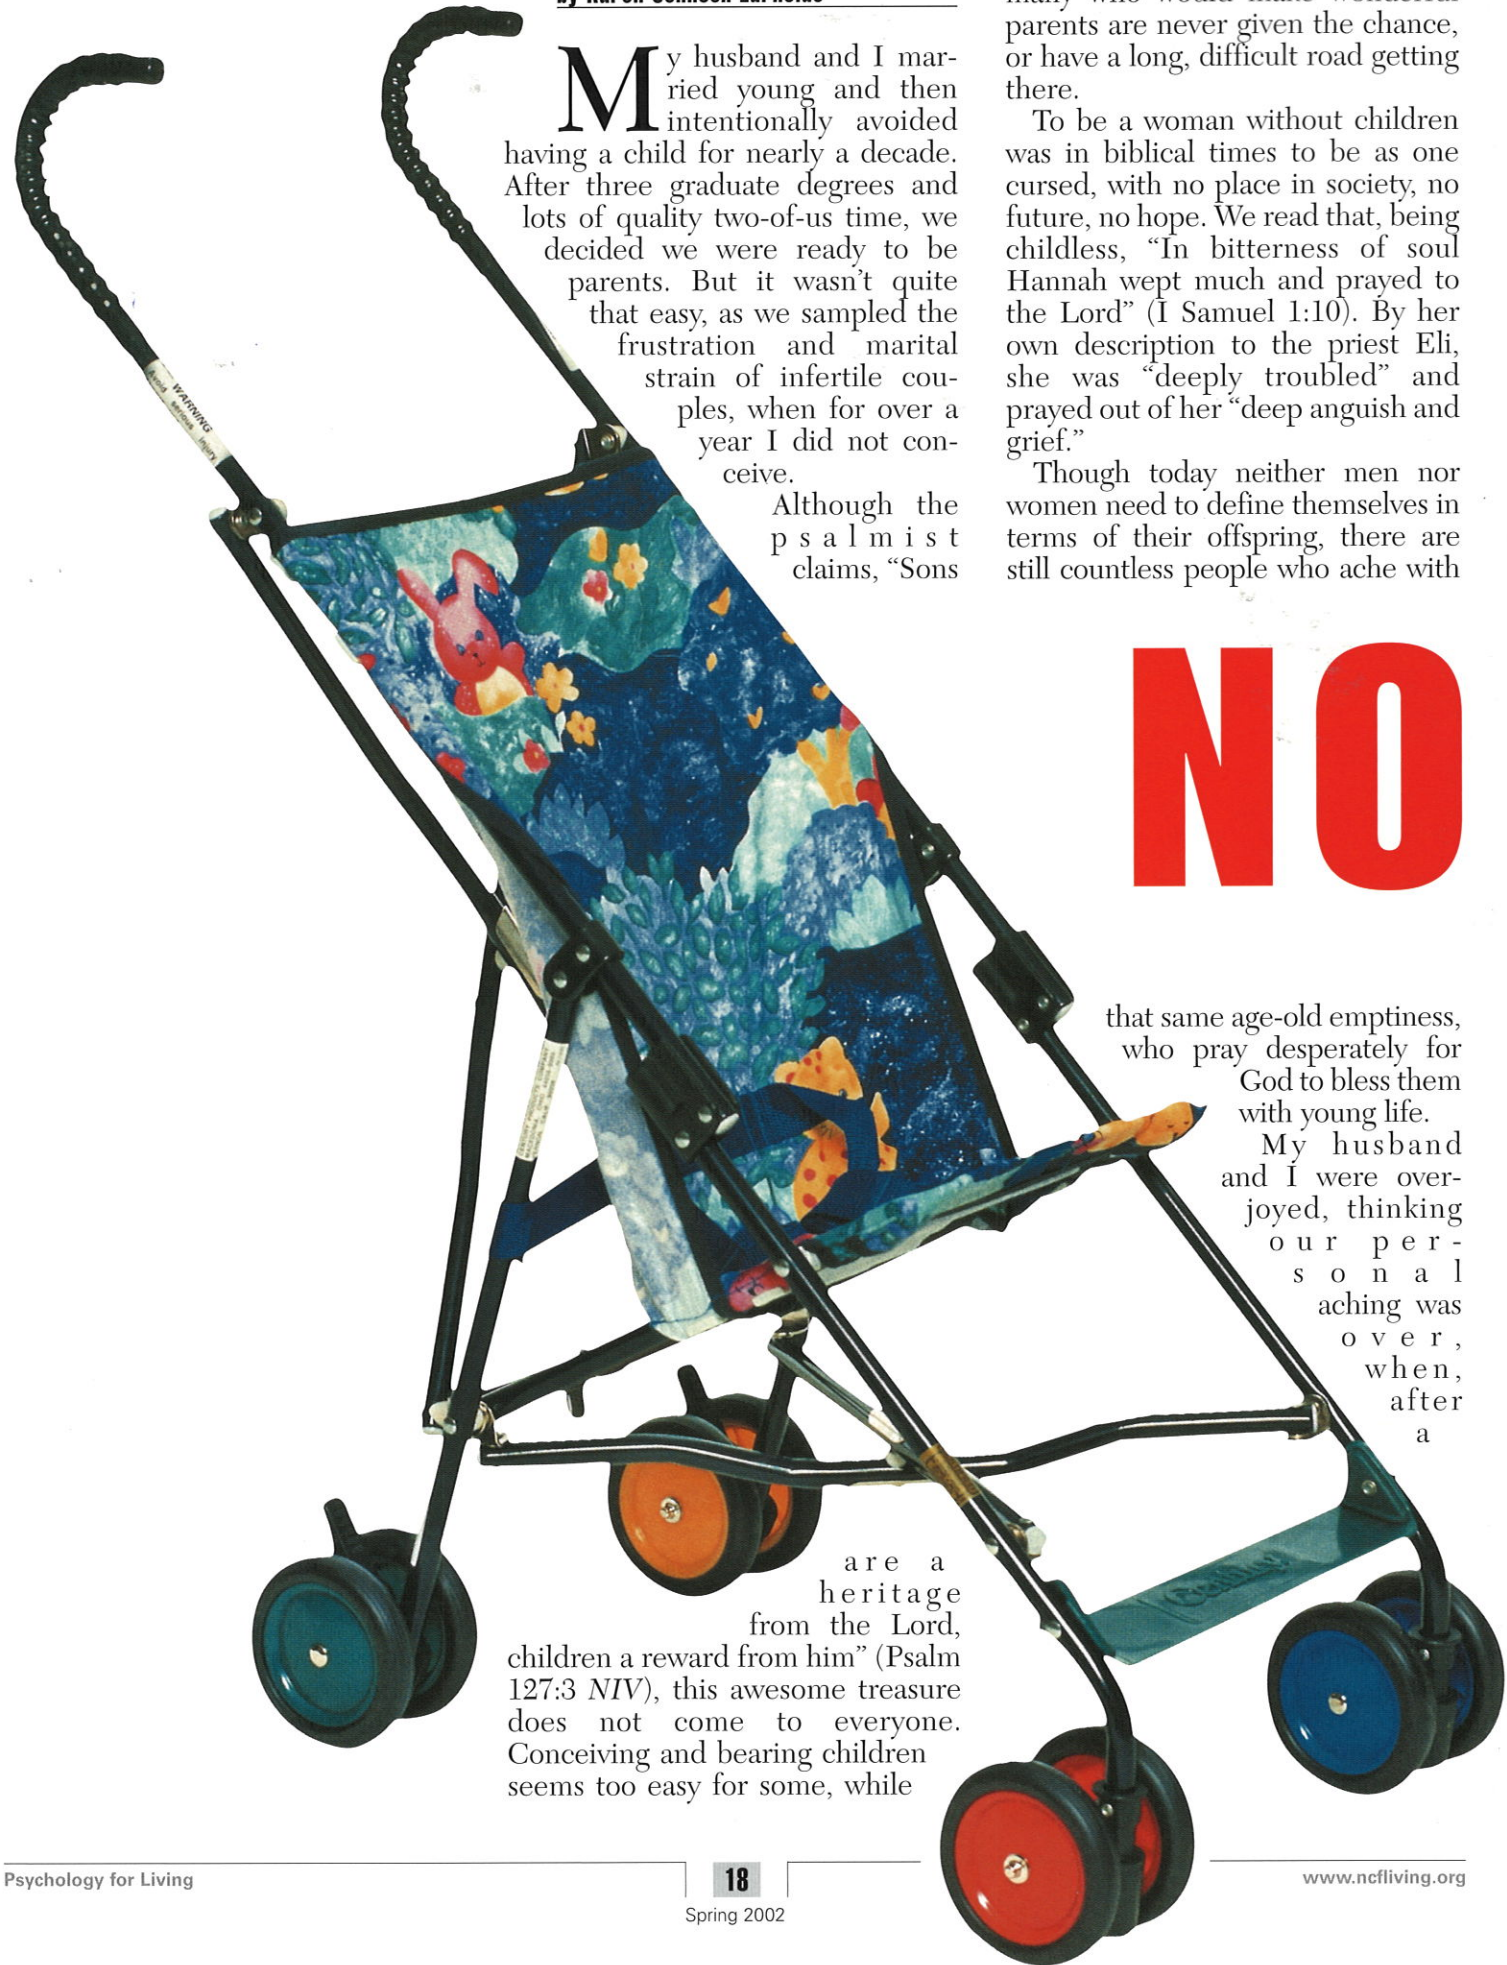 My husband and I mar-
ried young and then
intentionally avoided
having a child for nearly a decade.
After three graduate degrees and
lots of quality two-of-us time, we
decided we were ready to be
parents. But it wasn't quite
that easy, as we sampled the
frustration and marital
strain of infertile cou-
ples, when for over a
year I did not con-
ceive.
Although the
psalmist
claims, “Sons
are a
heritage
from the Lord,
children a reward from him” (Psalm
127:3 NIV), this awesome treasure
does not come to everyone.
Conceiving and bearing children
seems too easy for some, while
many who would make wonderful
parents are never given the chance,
or have a long, difficult road getting
there.
To be a woman without children
was in biblical times to be as one
cursed, with no place in society, no
future, no hope. We read that, being
childless, “In bitterness of soul
Hannah wept much and prayed to
the Lord” (I Samuel 1:10). By her
own description to the priest Eli,
she was “deeply troubled” and
prayed out of her “deep anguish and
grief.”
Though today neither men nor
women need to define themselves in
terms of their offspring, there are
still countless people who ache with
NO
that same age-old emptiness,
who pray desperately for
God to bless them
with young life.
My husband
and I were over-
joyed, thinking
our per-
sonal
aching was
over,
when,
after
a
WARNING
Avoid serious injury
Psychology for Living
18
Spring 2002
www.ncfliving.org